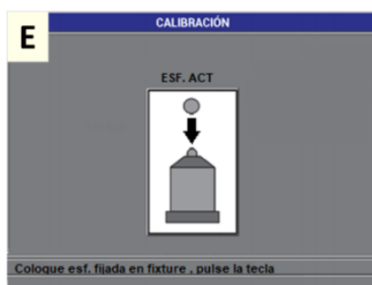 E
CALIBRACIÓN
ESF. ACT
Coloque esf. fijada en fixture , pulse la tecla